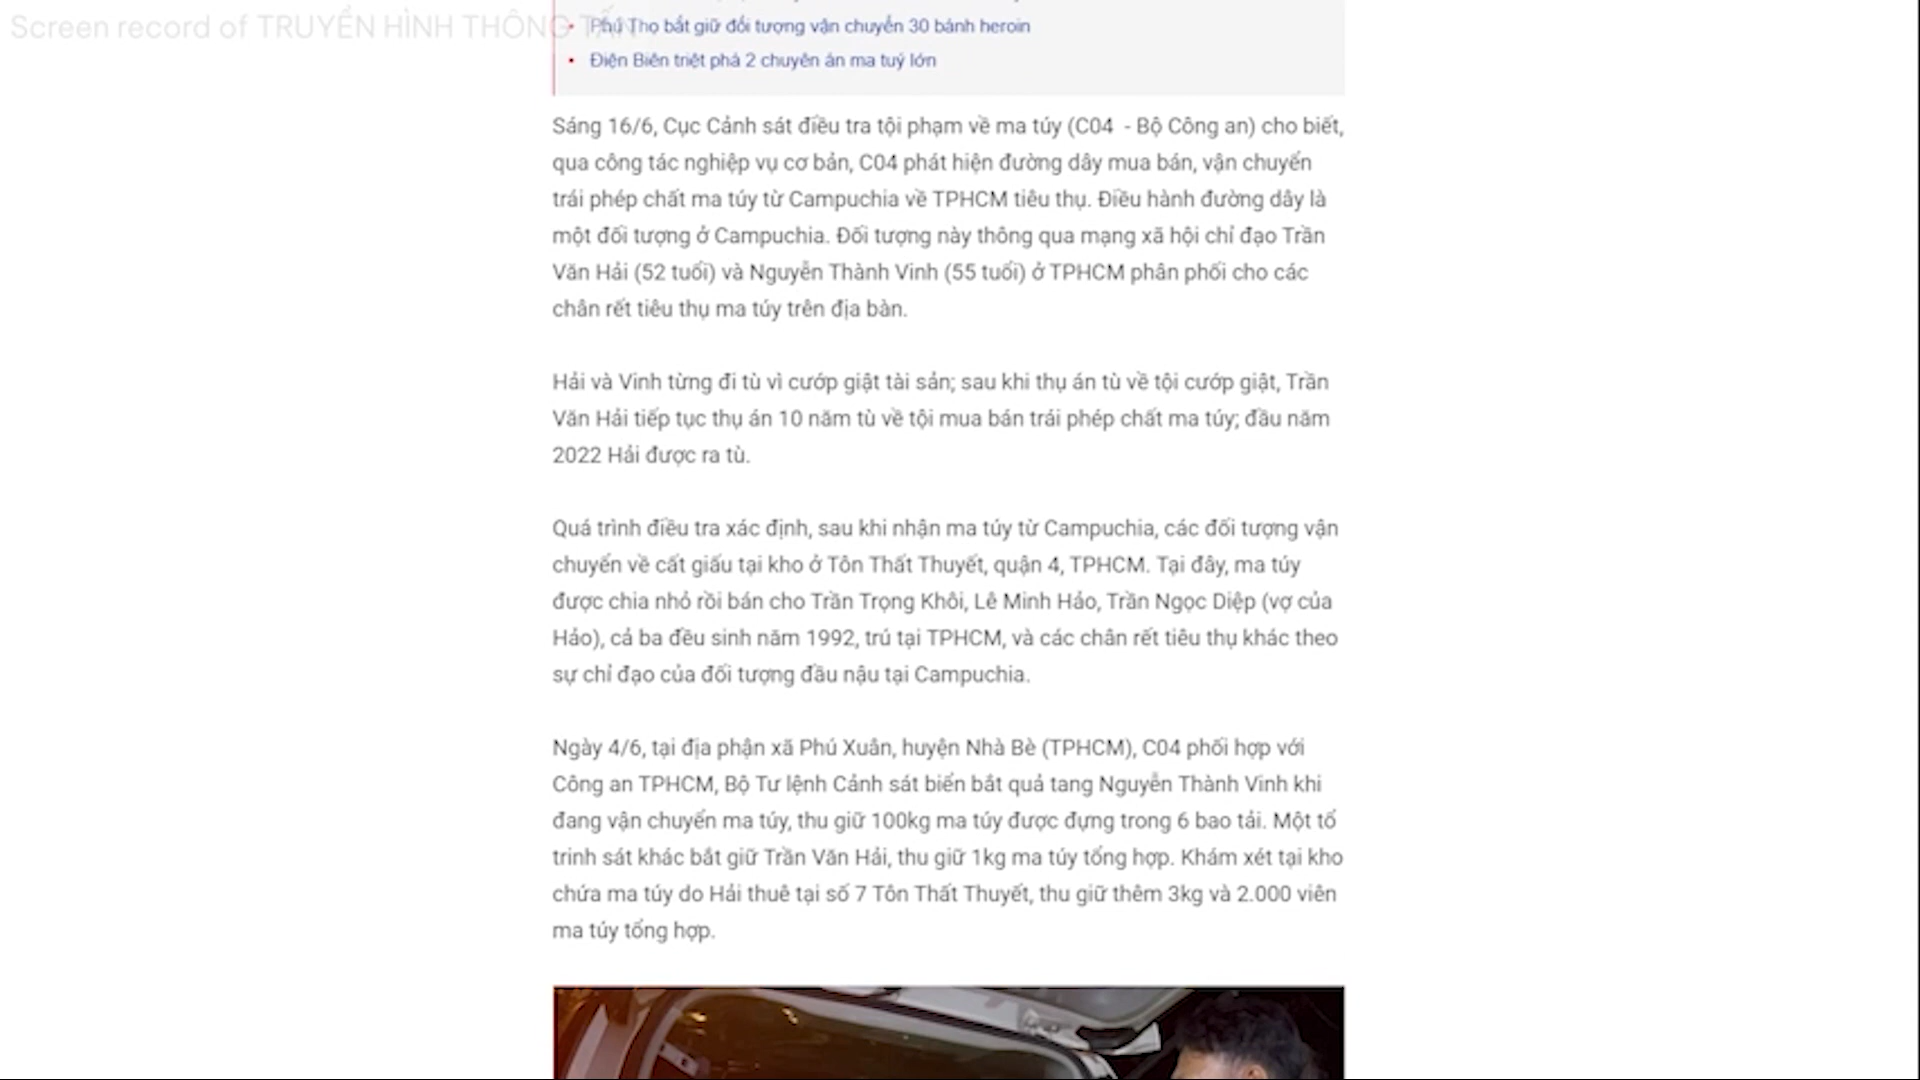 Screen record of TRUYỀN HÌNH THÔNG TẤN
Phú Thọ bắt giữ đối tượng vận chuyển 30 bánh heroin
Điện Biên triệt phá 2 chuyên án ma tuý lớn
Sáng 16/6, Cục Cảnh sát điều tra tội phạm về ma túy (C04 - Bộ Công an) cho biết,
qua công tác nghiệp vụ cơ bản, C04 phát hiện đường dây mua bán, vận chuyển
trái phép chất ma túy từ Campuchia về TPHCM tiêu thụ. Điều hành đường dây là
một đối tượng ở Campuchia. Đối tượng này thông qua mạng xã hội chỉ đạo Trần
Văn Hải (52 tuổi) và Nguyễn Thành Vinh (55 tuổi) ở TPHCM phân phối cho các
chân rết tiêu thụ ma túy trên địa bàn.
Hải và Vinh từng đi tù vì cướp giật tài sản; sau khi thụ án tù về tội cướp giật, Trần
Văn Hải tiếp tục thụ án 10 năm tù về tội mua bán trái phép chất ma túy; đầu năm
2022 Hải được ra tù.
Quá trình điều tra xác định, sau khi nhận ma túy từ Campuchia, các đối tượng vận
chuyển về cất giấu tại kho ở Tôn Thất Thuyết, quận 4, TPHCM. Tại đây, ma túy
được chia nhỏ rồi bán cho Trần Trọng Khôi, Lê Minh Hảo, Trần Ngọc Diệp (vợ của
Hảo), cả ba đều sinh năm 1992, trú tại TPHCM, và các chân rết tiêu thụ khác theo
sự chỉ đạo của đối tượng đầu nậu tại Campuchia.
Ngày 4/6, tại địa phận xã Phú Xuân, huyện Nhà Bè (TPHCM), C04 phối hợp với
Công an TPHCM, Bộ Tư lệnh Cảnh sát biển bắt quả tang Nguyễn Thành Vinh khi
đang vận chuyển ma túy, thu giữ 100kg ma túy được đựng trong 6 bao tải. Một tổ
trinh sát khác bắt giữ Trần Văn Hải, thu giữ 1kg ma túy tổng hợp. Khám xét tại kho
chứa ma túy do Hải thuê tại số 7 Tôn Thất Thuyết, thu giữ thêm 3kg và 2.000 viên
ma túy tổng hợp.